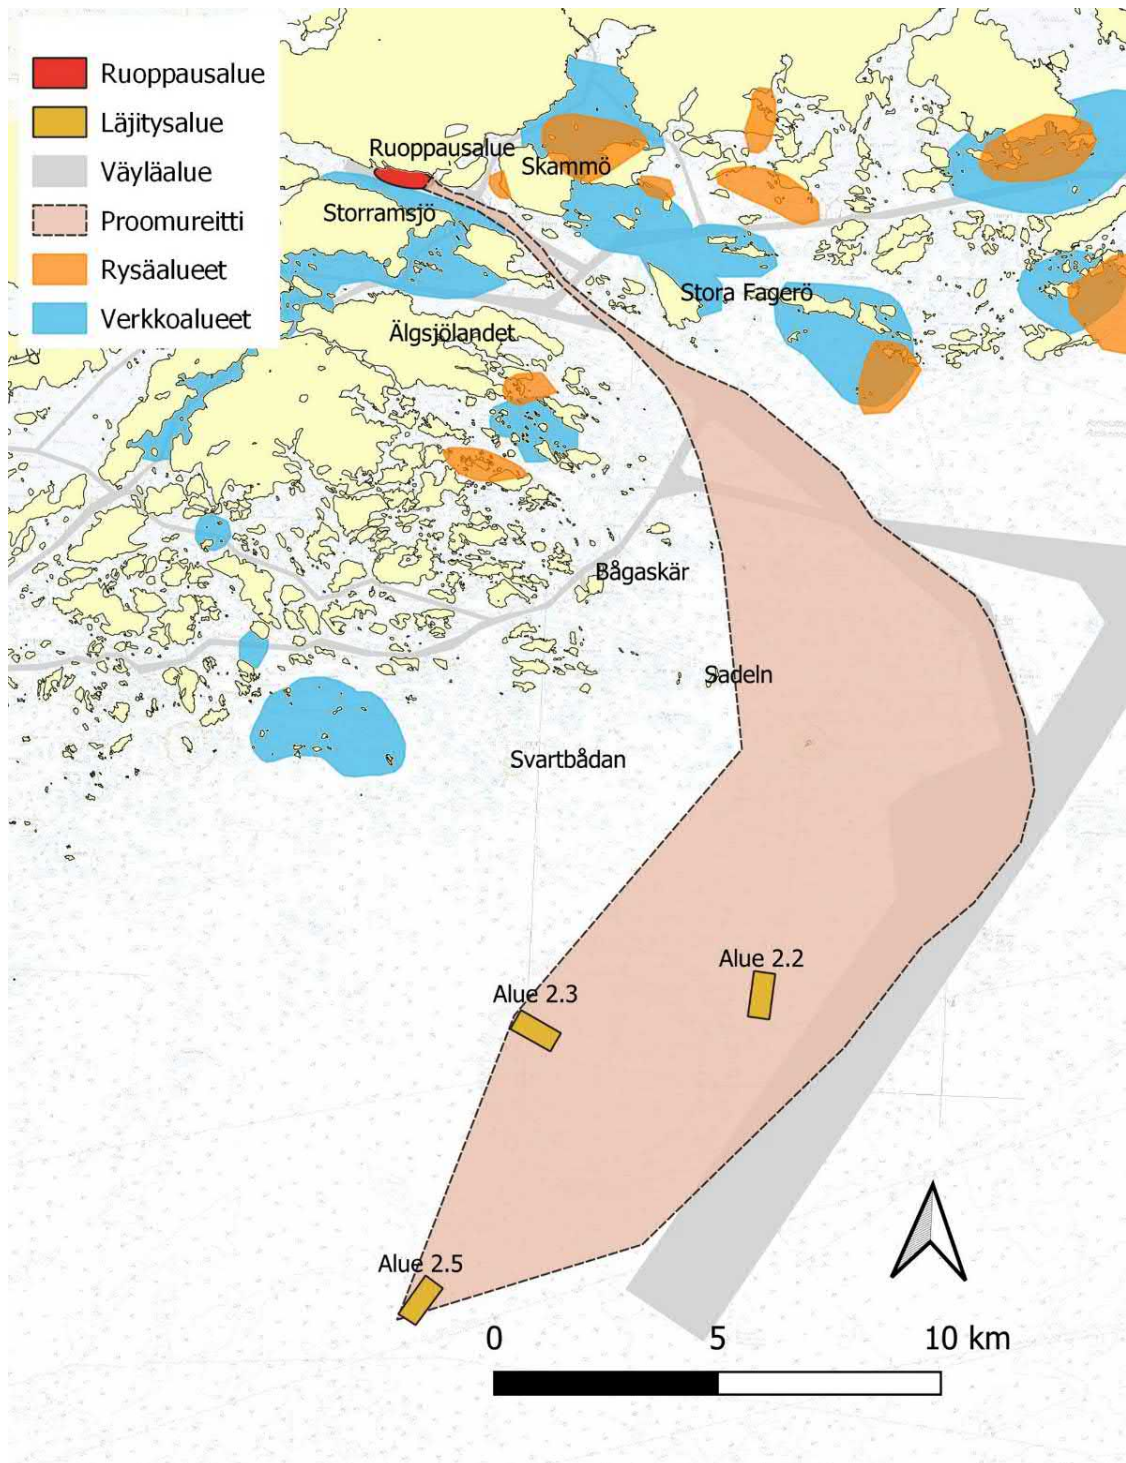 Ruoppausalue
Läjitysalue
Väyläalue
Proomureitti
Rysäalueet
Verkkoalueet
Ruoppausalue
Skammö
Storramsjö
Stora Fagerö
Älgsjölandet
Bågaskär
Sadeln
Svartbådan
Alue 2.2
Alue 2.3
Alue 2.5
0 5 10 km